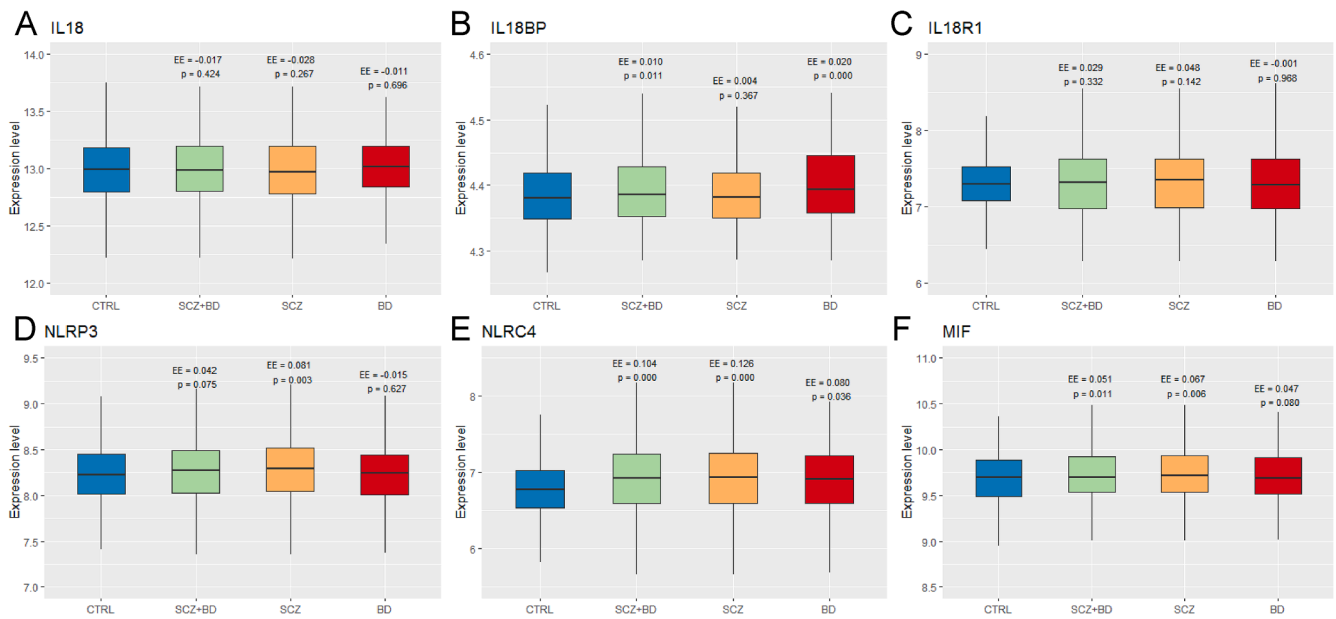 A IL18
Expression level
14.0
13.5
13.0
12.5
12.0
EE = -0.017
p = 0.424
EE = -0.028
p = 0.267
EE = -0.011
p = 0.696
CTRL SCZ+BD SCZ BD
B IL18BP
Expression level
4.6
4.5
4.4
4.3
EE = 0.010
p = 0.011
EE = 0.004
p = 0.367
EE = 0.020
p = 0.000
CTRL SCZ+BD SCZ BD
C IL18R1
Expression level
9
8
7
6
EE = 0.029
p = 0.332
EE = 0.048
p = 0.142
EE = -0.001
p = 0.968
CTRL SCZ+BD SCZ BD
D NLRP3
Expression level
9.5
9.0
8.5
8.0
7.5
7.0
EE = 0.042
p = 0.075
EE = 0.081
p = 0.003
EE = -0.015
p = 0.627
CTRL SCZ+BD SCZ BD
E NLRC4
Expression level
8
7
6
EE = 0.104
p = 0.000
EE = 0.126
p = 0.000
EE = 0.080
p = 0.036
CTRL SCZ+BD SCZ BD
F MIF
Expression level
11.0
10.5
10.0
9.5
9.0
8.5
EE = 0.051
p = 0.011
EE = 0.067
p = 0.006
EE = 0.047
p = 0.080
CTRL SCZ+BD SCZ BD